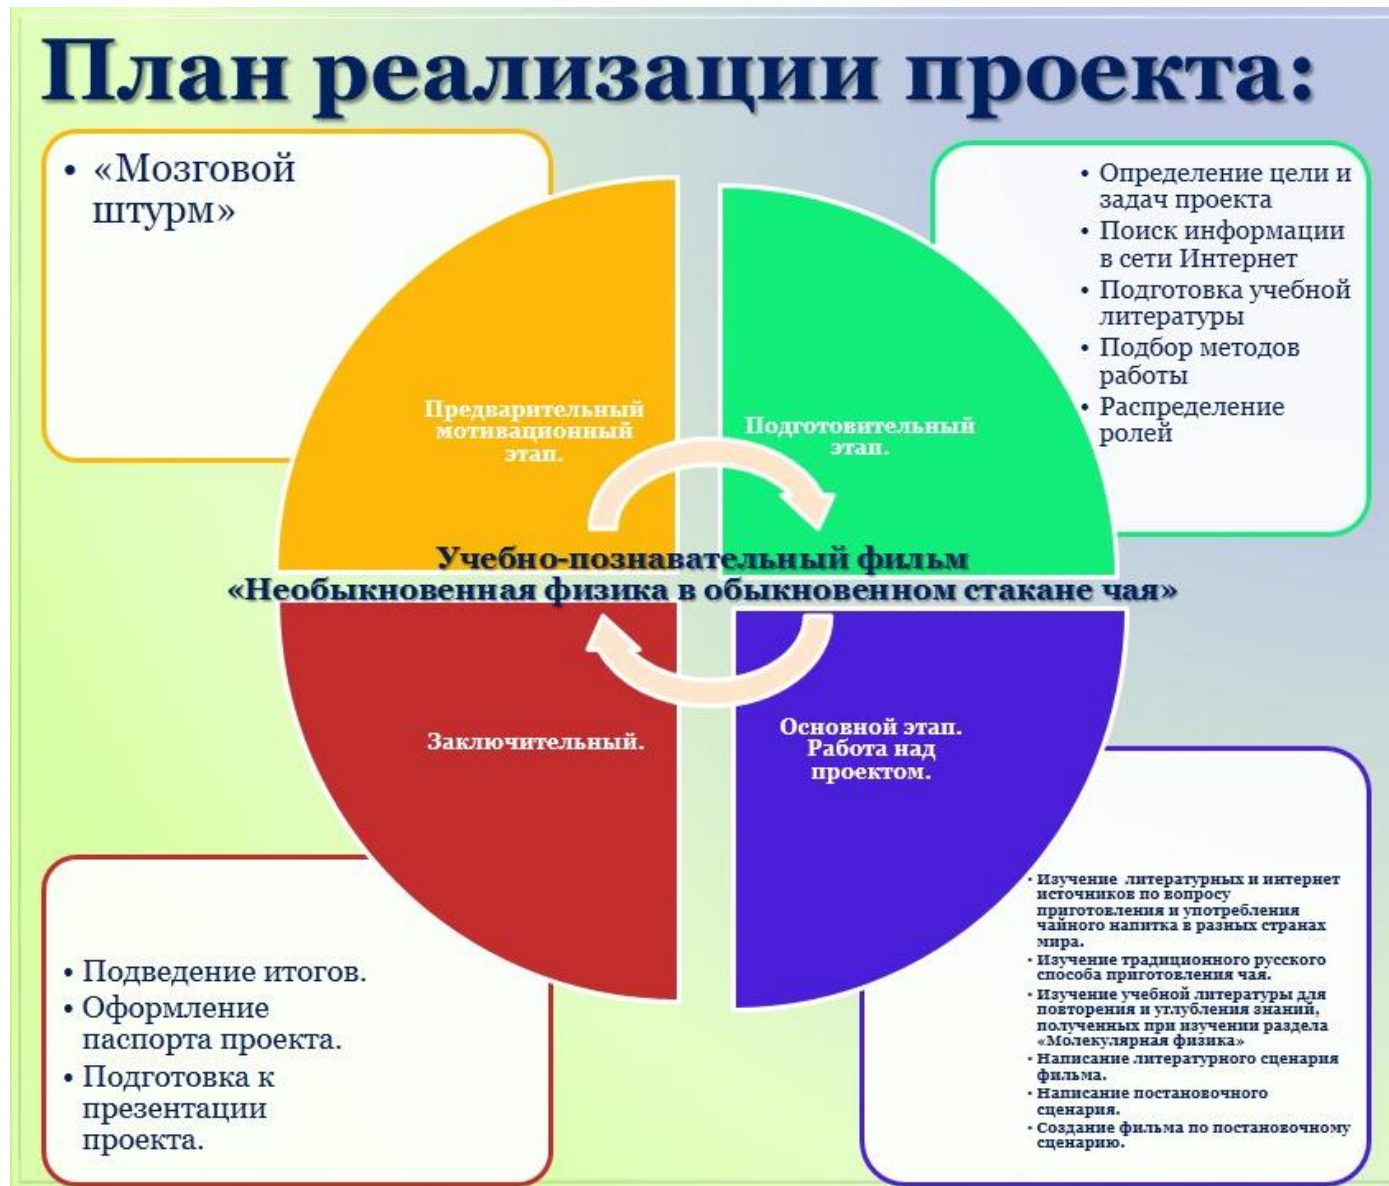 План реализации проекта:
• «Мозговой
штурм»
Предварительный
мотивационный
этап.
• Определение цели и
задач проекта
• Поиск информации
в сети Интернет
• Подготовка учебной
литературы
• Подбор методов
работы
• Распределение
ролей
Подготовительный
этап.
Учебно-познавательный фильм
«Необыкновенная физика в обыкновенном стакане чая»
Заключительный.
• Подведение итогов.
• Оформление
паспорта проекта.
• Подготовка к
презентации
проекта.
Основной этап.
Работа над
проектом.
• Изучение литературных и интернет
источников по вопросу
приготовления и употребления
чайного напитка в разных странах
мира.
• Изучение традиционного русского
способа приготовления чая.
• Изучение учебной литературы для
повторения и углубления знаний,
полученных при изучении раздела
«Молекулярная физика»
• Написание литературного сценария
фильма.
• Написание постановочного
сценария.
• Создание фильма по постановочному
сценарию.